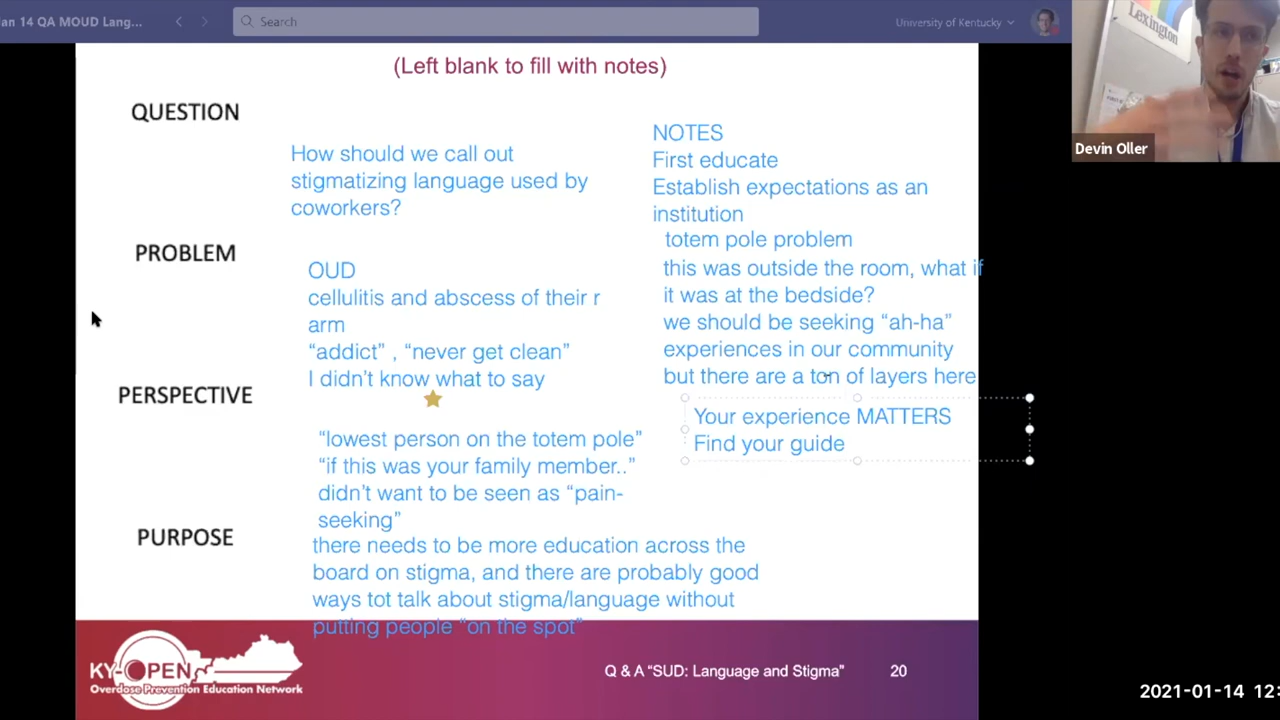 an 14 QA MOUD Lang...
Search
University of Kentucky
Lexington
Devin Oller
(Left blank to fill with notes)
QUESTION
How should we call out
stigmatizing language used by
coworkers?
PROBLEM
OUD
cellulitis and abscess of their r
arm
“addict” , “never get clean”
I didn’t know what to say
PERSPECTIVE
“lowest person on the totem pole”
“if this was your family member..”
didn’t want to be seen as “pain-
seeking”
PURPOSE
there needs to be more education across the
board on stigma, and there are probably good
ways tot talk about stigma/language without
putting people “on the spot”
NOTES
First educate
Establish expectations as an
institution
totem pole problem
this was outside the room, what if
it was at the bedside?
we should be seeking “ah-ha”
experiences in our community
but there are a ton of layers here
Your experience MATTERS
Find your guide
KY-OPEN
Overdose Prevention Education Network
Q & A “SUD: Language and Stigma”
20
2021-01-14 12: